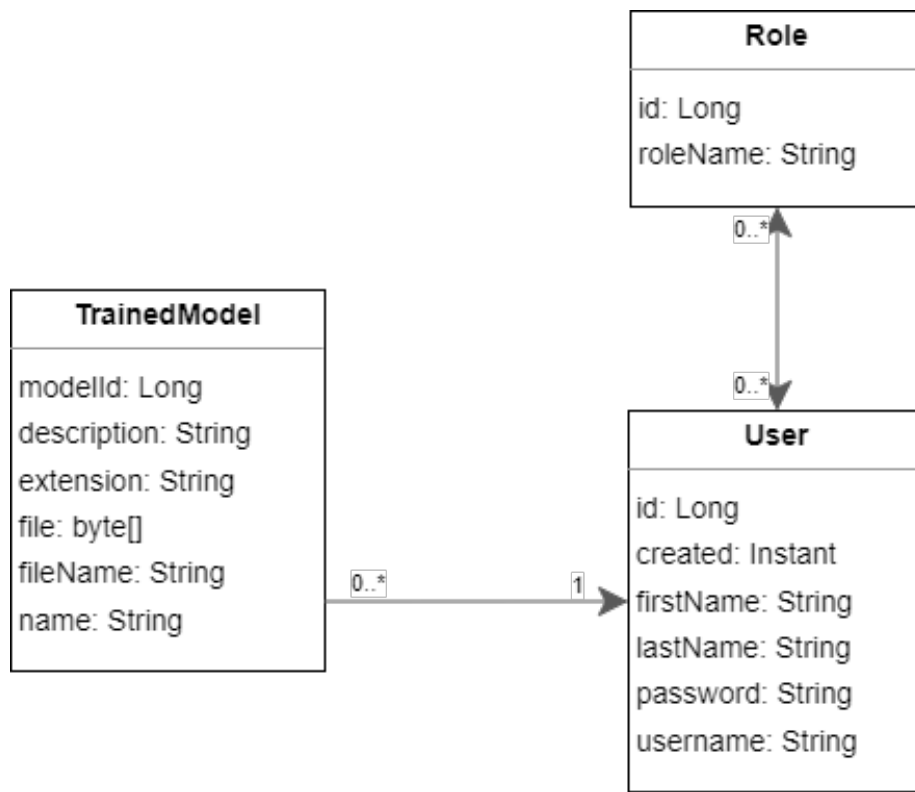 Role
id: Long
roleName: String
0..*
0..*
TrainedModel
modelId: Long
description: String
extension: String
file: byte[]
fileName: String
name: String
0..*
1
User
id: Long
created: Instant
firstName: String
lastName: String
password: String
username: String